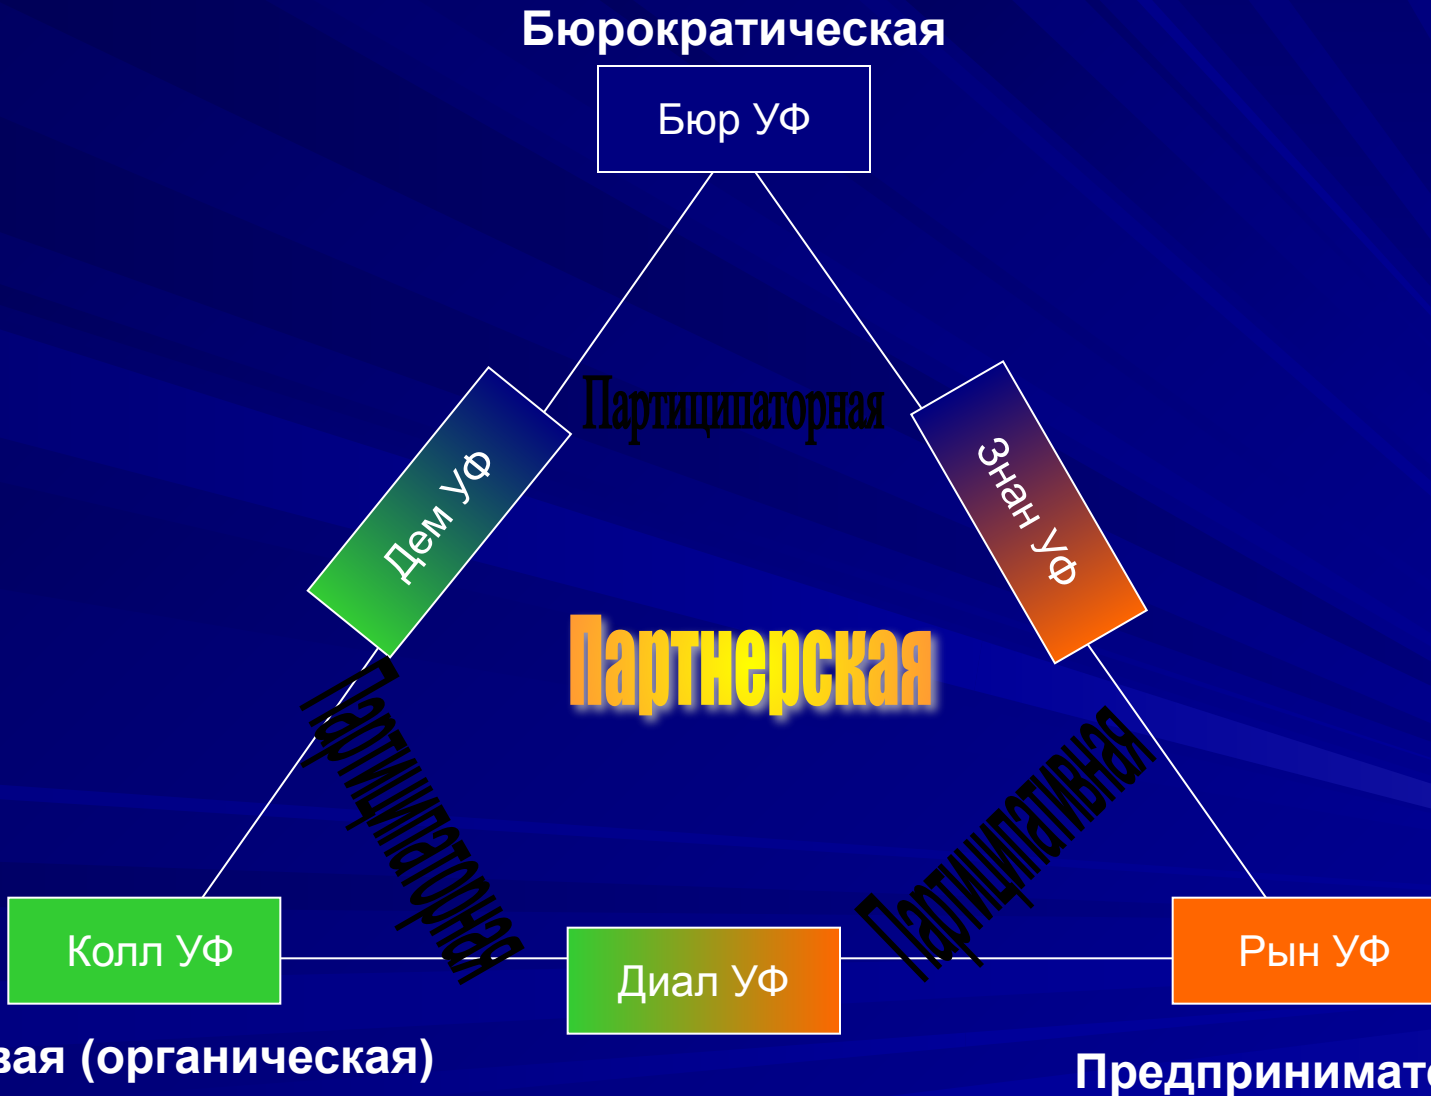 Бюрократическая
Бюр УФ
Партиципаторная
Дем УФ
Знан УФ
Партнерская
Партиципаторная
Партиципативная
Колл УФ
Диал УФ
Рын УФ
вая (органическая)
Предпринимат